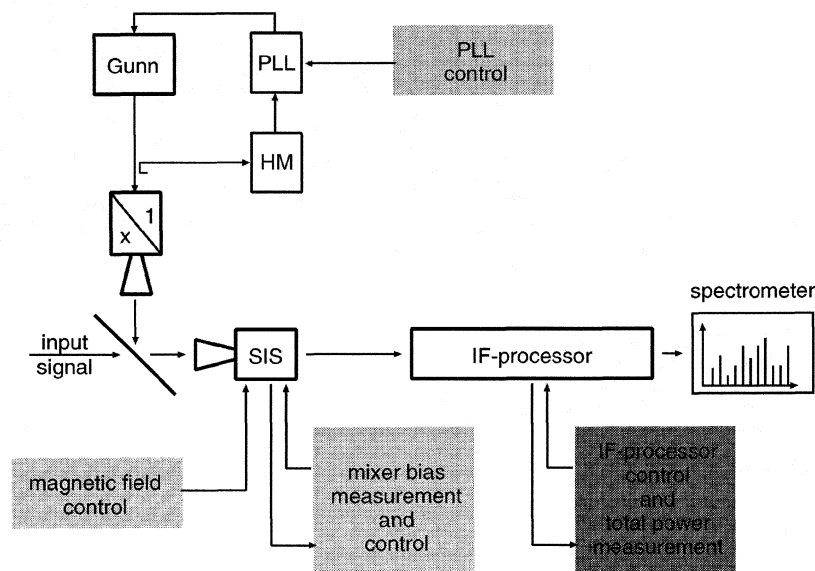 Gunn
PLL
PLL
control
HM
1
x
spectrometer
input
signal
SIS
IF-processor
magnetic field
control
mixer bias
measurement
and
control
IF-processor
control
and
total power
measurement